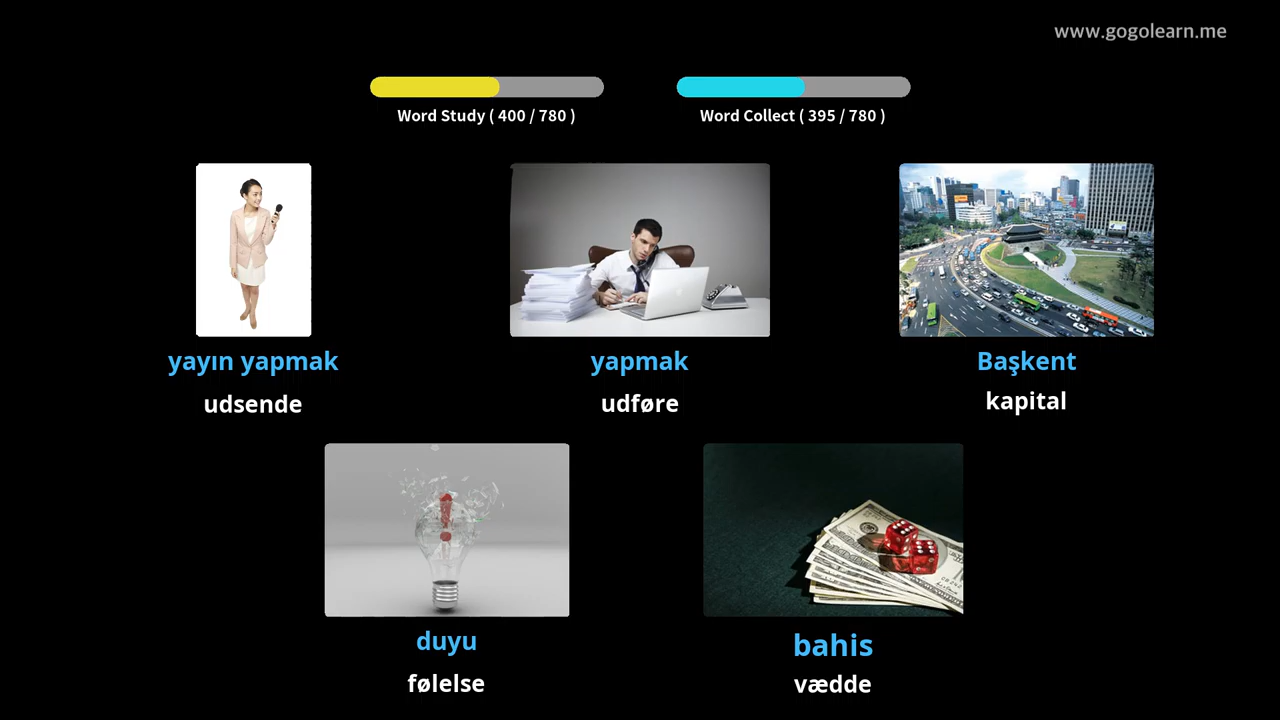 www.gogolearn.me
Word Study ( 400 / 780 )
Word Collect ( 395 / 780 )
yayın yapmak
udsende
yapmak
udføre
Başkent
kapital
duyu
følelse
bahis
vædde